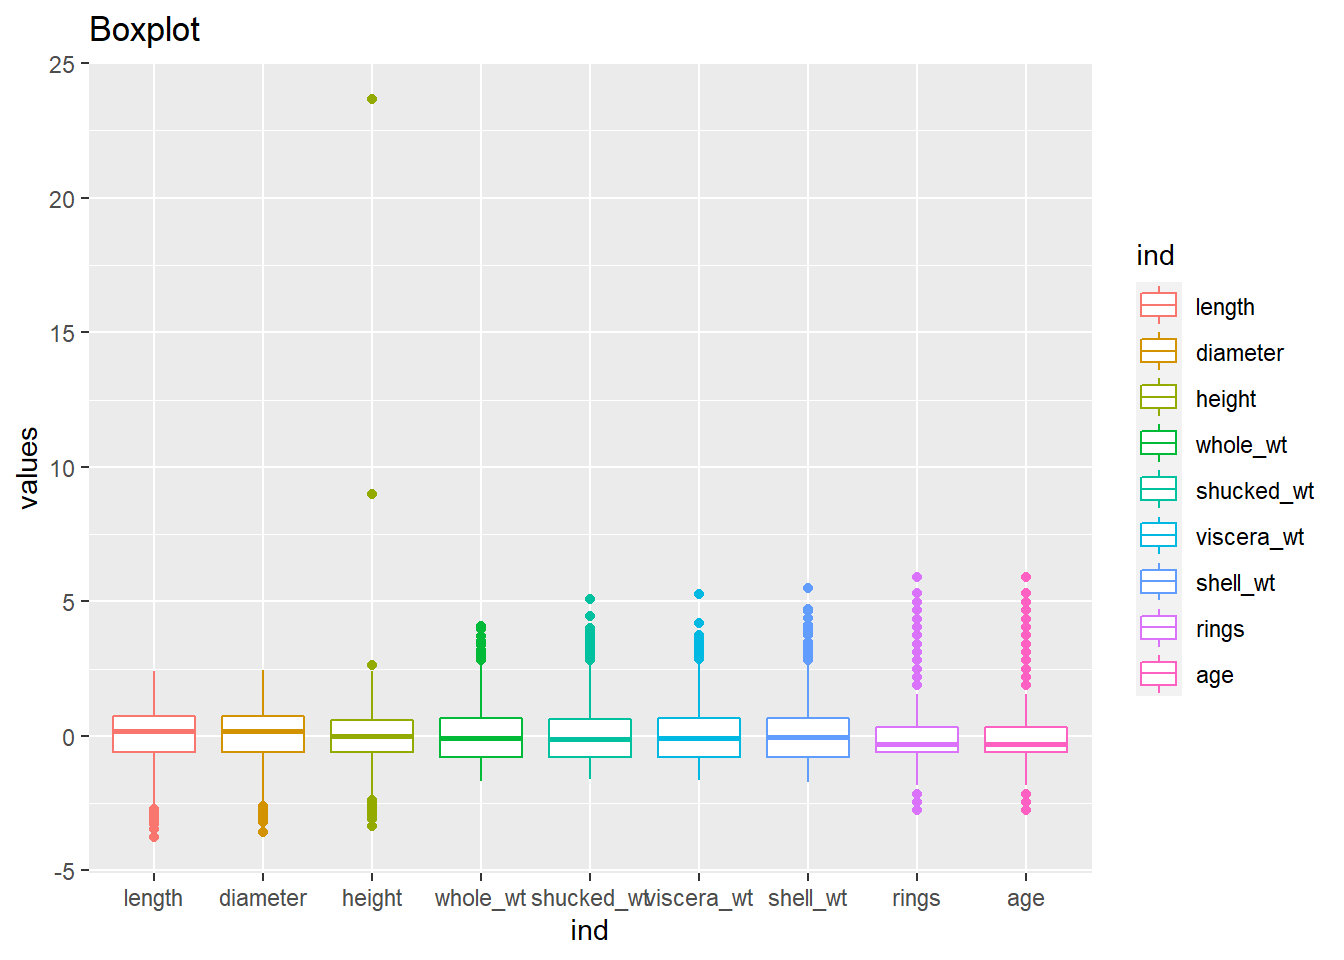 Boxplot
25
20
15
10
5
0
-5
values
length diameter height whole_wt shucked_wt viscera_wt shell_wt rings age
ind
ind
length
diameter
height
whole_wt
shucked_wt
viscera_wt
shell_wt
rings
age